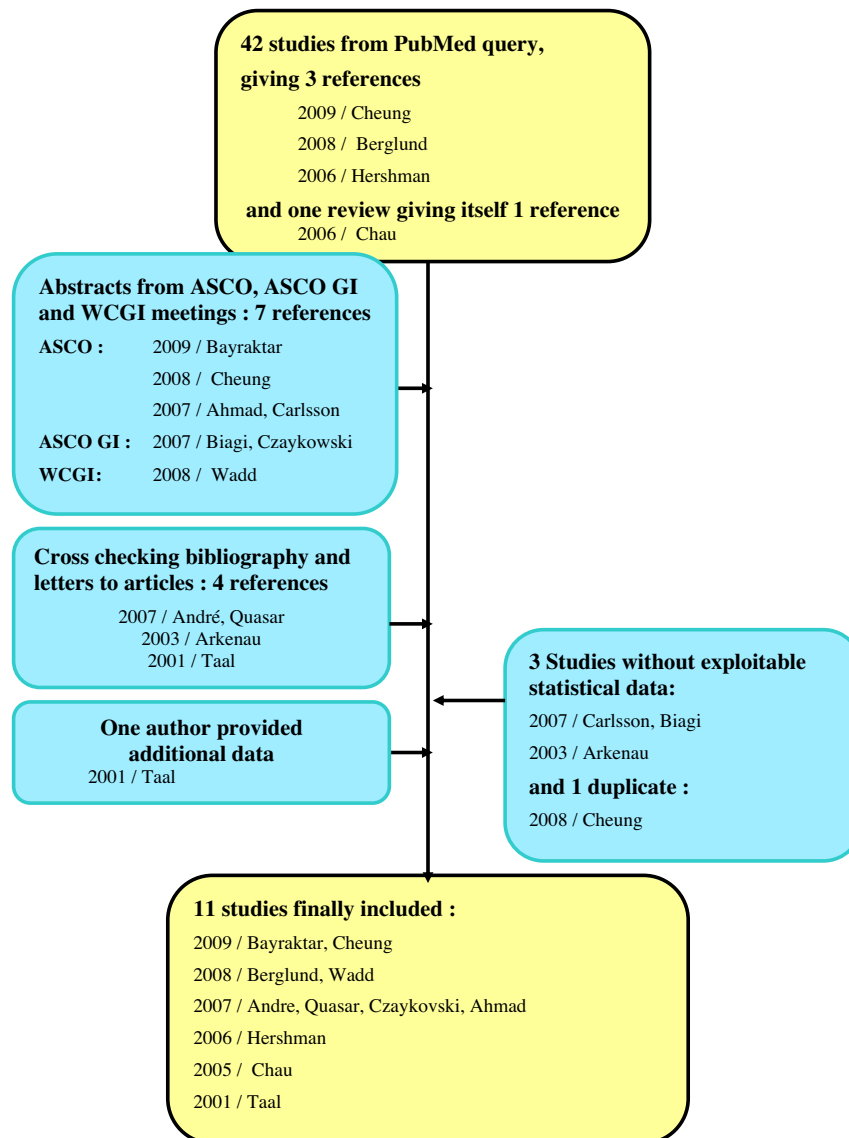 42 studies from PubMed query,
giving 3 references
2009 / Cheung
2008 / Berglund
2006 / Hershman
and one review giving itself 1 reference
2006 / Chau
Abstracts from ASCO, ASCO GI
and WCGI meetings : 7 references
ASCO : 2009 / Bayraktar
2008 / Cheung
2007 / Ahmad, Carlsson
ASCO GI : 2007 / Biagi, Czaykowski
WCGI: 2008 / Wadd
Cross checking bibliography and
letters to articles : 4 references
2007 / André, Quasar
2003 / Arkenau
2001 / Taal
One author provided
additional data
2001 / Taal
3 Studies without exploitable
statistical data:
2007 / Carlsson, Biagi
2003 / Arkenau
and 1 duplicate :
2008 / Cheung
11 studies finally included :
2009 / Bayraktar, Cheung
2008 / Berglund, Wadd
2007 / Andre, Quasar, Czaykovski, Ahmad
2006 / Hershman
2005 / Chau
2001 / Taal